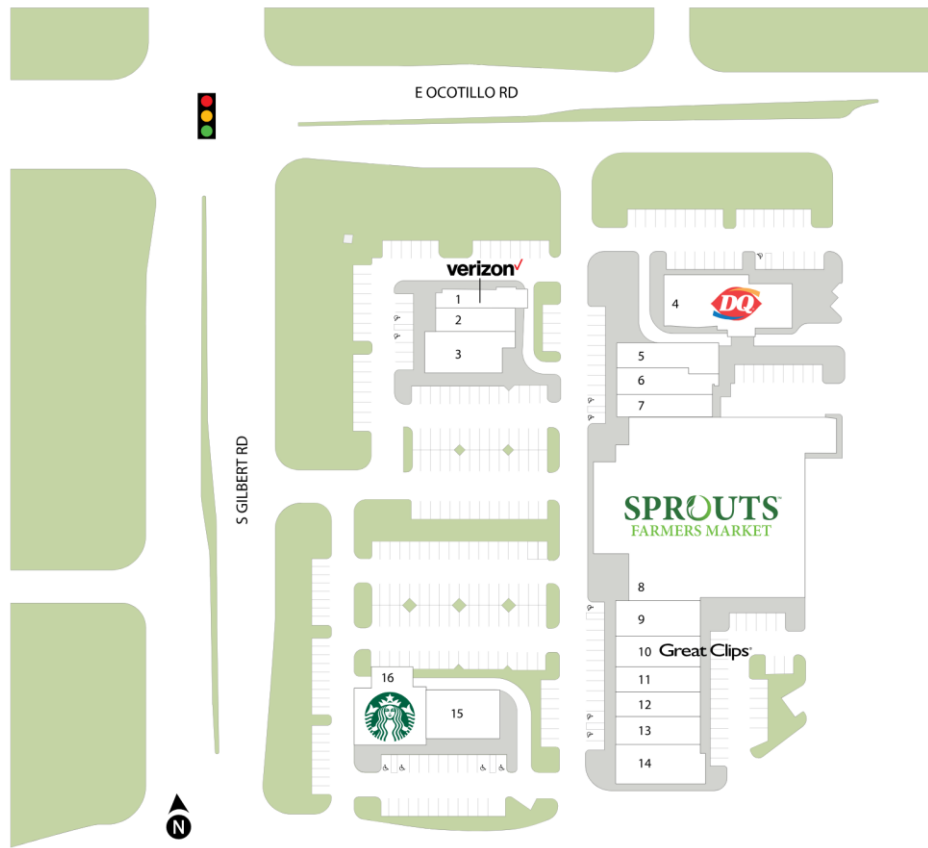 E OCOTILLO RD
S GILBERT RD
verizon
1
2
3
4
DQ
5
6
7
SPROUTS
FARMERS MARKET
8
9
10 Great Clips
11
12
13
14
16
15
N